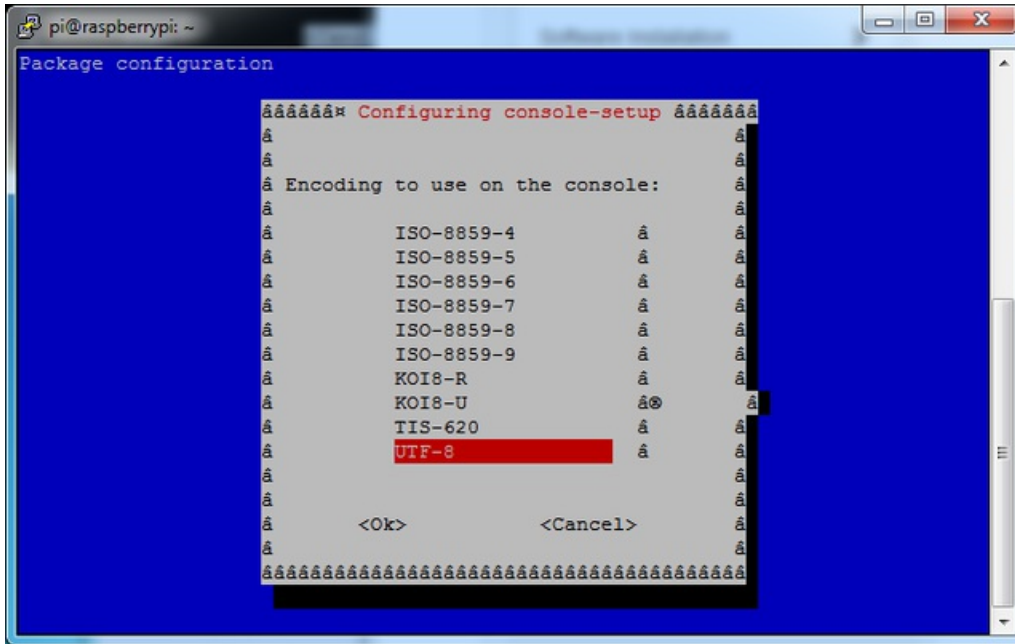 pi@raspberrypi: ~
Package configuration
ââââââ¤ Configuring console-setup âââââââ
â â
â â
â Encoding to use on the console: â
â â
â ISO-8859-4 â â
â ISO-8859-5 â â
â ISO-8859-6 â â
â ISO-8859-7 â â
â ISO-8859-8 â â
â ISO-8859-9 â â
â KOI8-R â â
â KOI8-U â® â
â TIS-620 â â
â UTF-8 â â
â â
â â
â <Ok> <Cancel> â
â â
ââââââââââââââââââââââââââââââââââââââââ